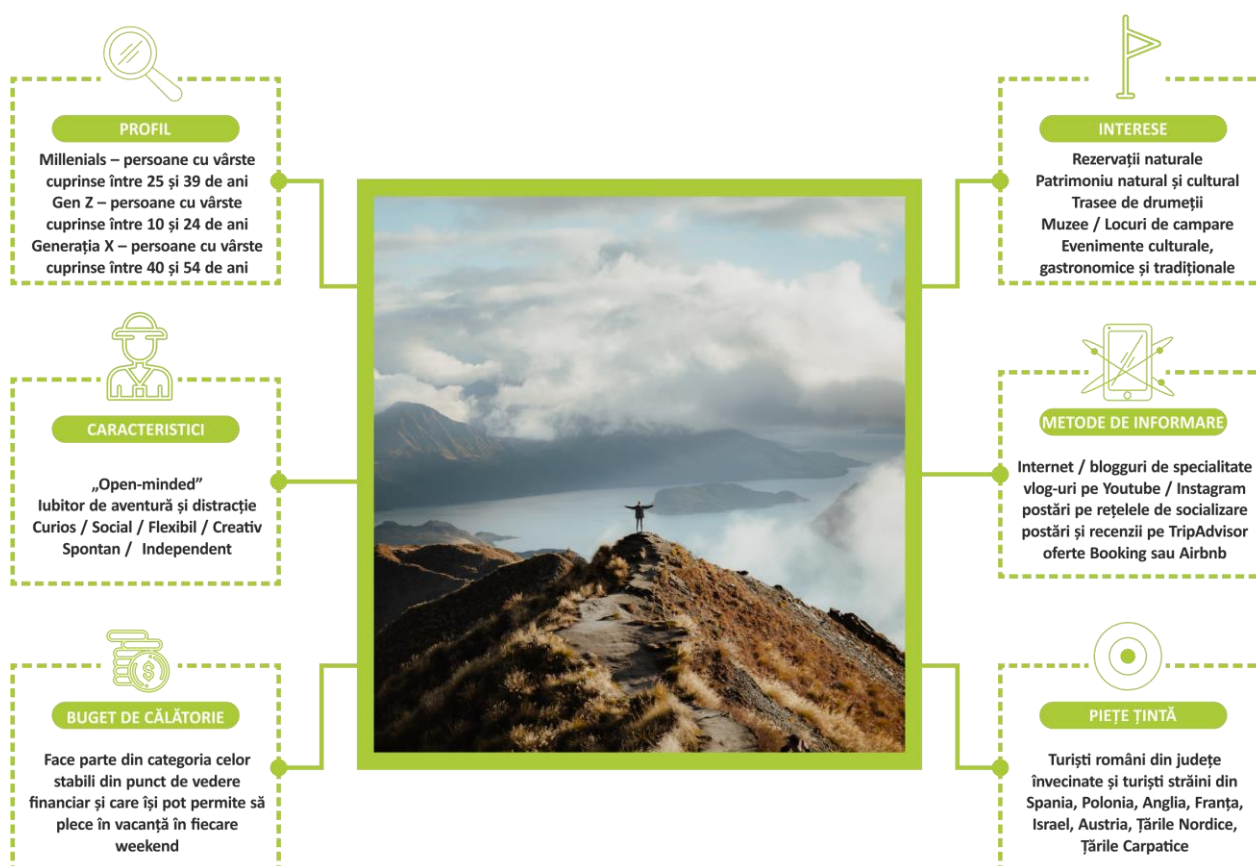 PROFIL
Millenials – persoane cu vârste
cuprinse între 25 și 39 de ani
Gen Z – persoane cu vârste
cuprinse între 10 și 24 de ani
Generația X – persoane cu vârste
cuprinse între 40 și 54 de ani
CARACTERISTICI
„Open-minded”
Iubitor de aventură și distracție
Curios / Social / Flexibil / Creativ
Spontan / Independent
BUGET DE CĂLĂTORIE
Face parte din categoria celor
stabili din punct de vedere
financiar și care își pot permite să
plece în vacanță în fiecare
weekend
INTERESE
Rezervații naturale
Patrimoniu natural și cultural
Trasee de drumeții
Muzee / Locuri de campare
Evenimente culturale,
gastronomice și tradiționale
METODE DE INFORMARE
Internet / blogguri de specialitate
vlog-uri pe Youtube / Instagram
postări pe rețelele de socializare
postări și recenzii pe TripAdvisor
oferte Booking sau Airbnb
PIEȚE ȚINTĂ
Turiști români din județe
învecinate și turiști străini din
Spania, Polonia, Anglia, Franța,
Israel, Austria, Țările Nordice,
Țările Carpatice